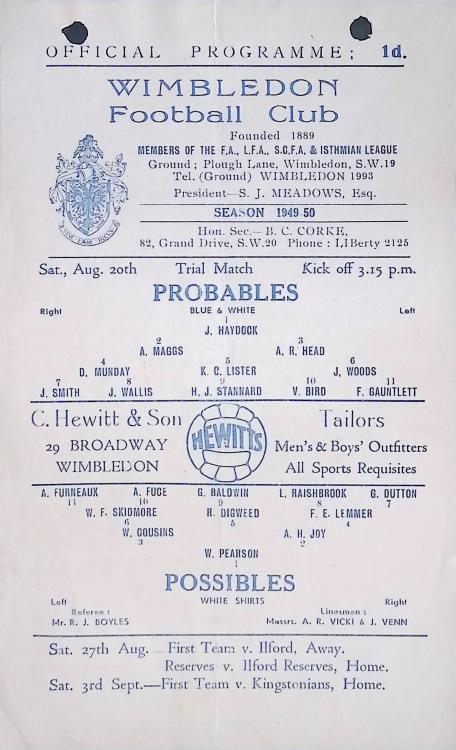 OFFICIAL PROGRAMME; 1d.
WIMBLEDON
Football Club
Founded 1889
MEMBERS OF THE F.A., L.F.A., S.C.F.A, & ISTHMIAN LEAGUE
Ground; Plough Lane, Wimbledon, S.W.19
Tel. (Ground) WIMBLEDON 1993
President—S. J. MEADOWS, Esq.
SEASON 1949-50
Hon. Sec.—B. C. CORKE,
82, Grand Drive, S.W.20 Phone : LIBerty 2125
Sat., Aug. 20th Trial Match Kick off 3.15 p.m.
PROBABLES
Right BLUE & WHITE Left
1
J. HAYDOCK
2 3
A. MAGGS A. R. HEAD
4 5 6
D. MUNDAY K. C. LISTER J. WOODS
7 8 9 10 11
J. SMITH J. WALLIS H. J. STANNARD V. BIRD F. GAUNTLETT
C. Hewitt & Son HEWITTS Tailors
29 BROADWAY Men's & Boys' Outfitters
WIMBLEDON All Sports Requisites
A. FURNEAUX A. FUGE G. BALDWIN L. RAISHBROOK G. DUTTON
11 10 9 8 7
W. F. SKIDMORE R. DIGWEED F. E. LEMMER
6 5 4
W. COUSINS A. H. JOY
3 2
W. PEARSON
1
POSSIBLES
Left WHITE SHIRTS Right
Referee : Linesmen :
Mr. R. J. BOYLES Messrs. A. R. VICKI & J. VENN
Sat. 27th Aug.—First Team v. Ilford, Away.
Reserves v. Ilford Reserves, Home.
Sat. 3rd Sept.—First Team v. Kingstonians, Home.